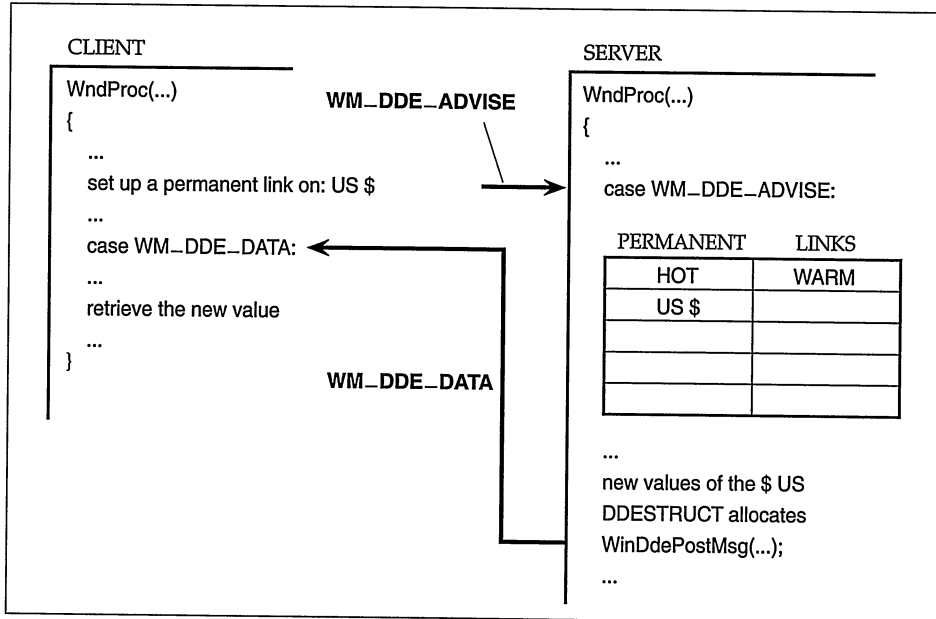 CLIENT
WndProc(...)
{
...
set up a permanent link on: US $
...
case WM_DDE_DATA:
...
retrieve the new value
...
}
WM_DDE_ADVISE
WM_DDE_DATA
SERVER
WndProc(...)
{
...
case WM_DDE_ADVISE:
PERMANENT LINKS
HOT WARM
US $
...
new values of the $ US
DDESTRUCT allocates
WinDdePostMsg(...);
...